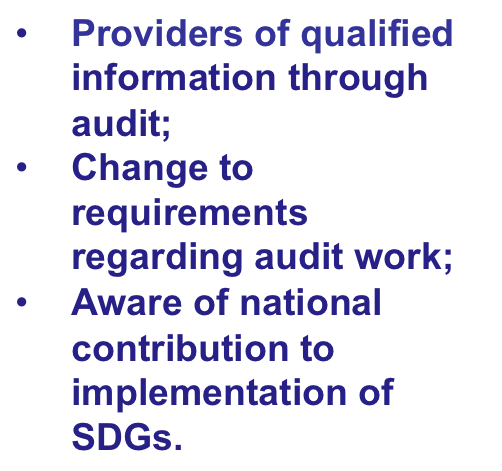 • Providers of qualified
information through
audit;
• Change to
requirements
regarding audit work;
• Aware of national
contribution to
implementation of
SDGs.